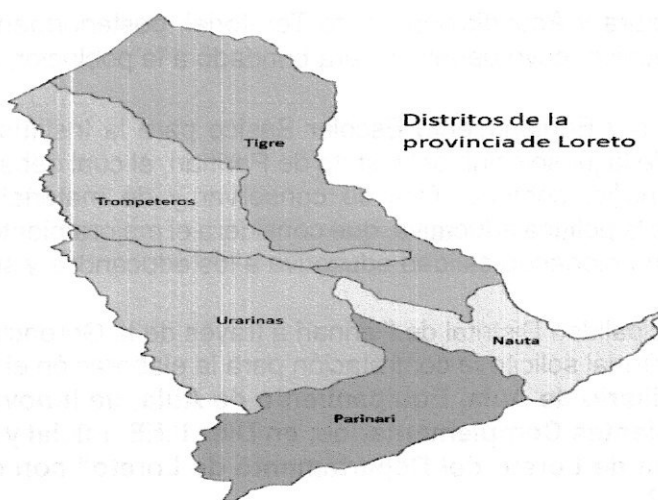 Distritos de la
provincia de Loreto
Tigre
Trompeteros
Urarinas
Nauta
Parinari